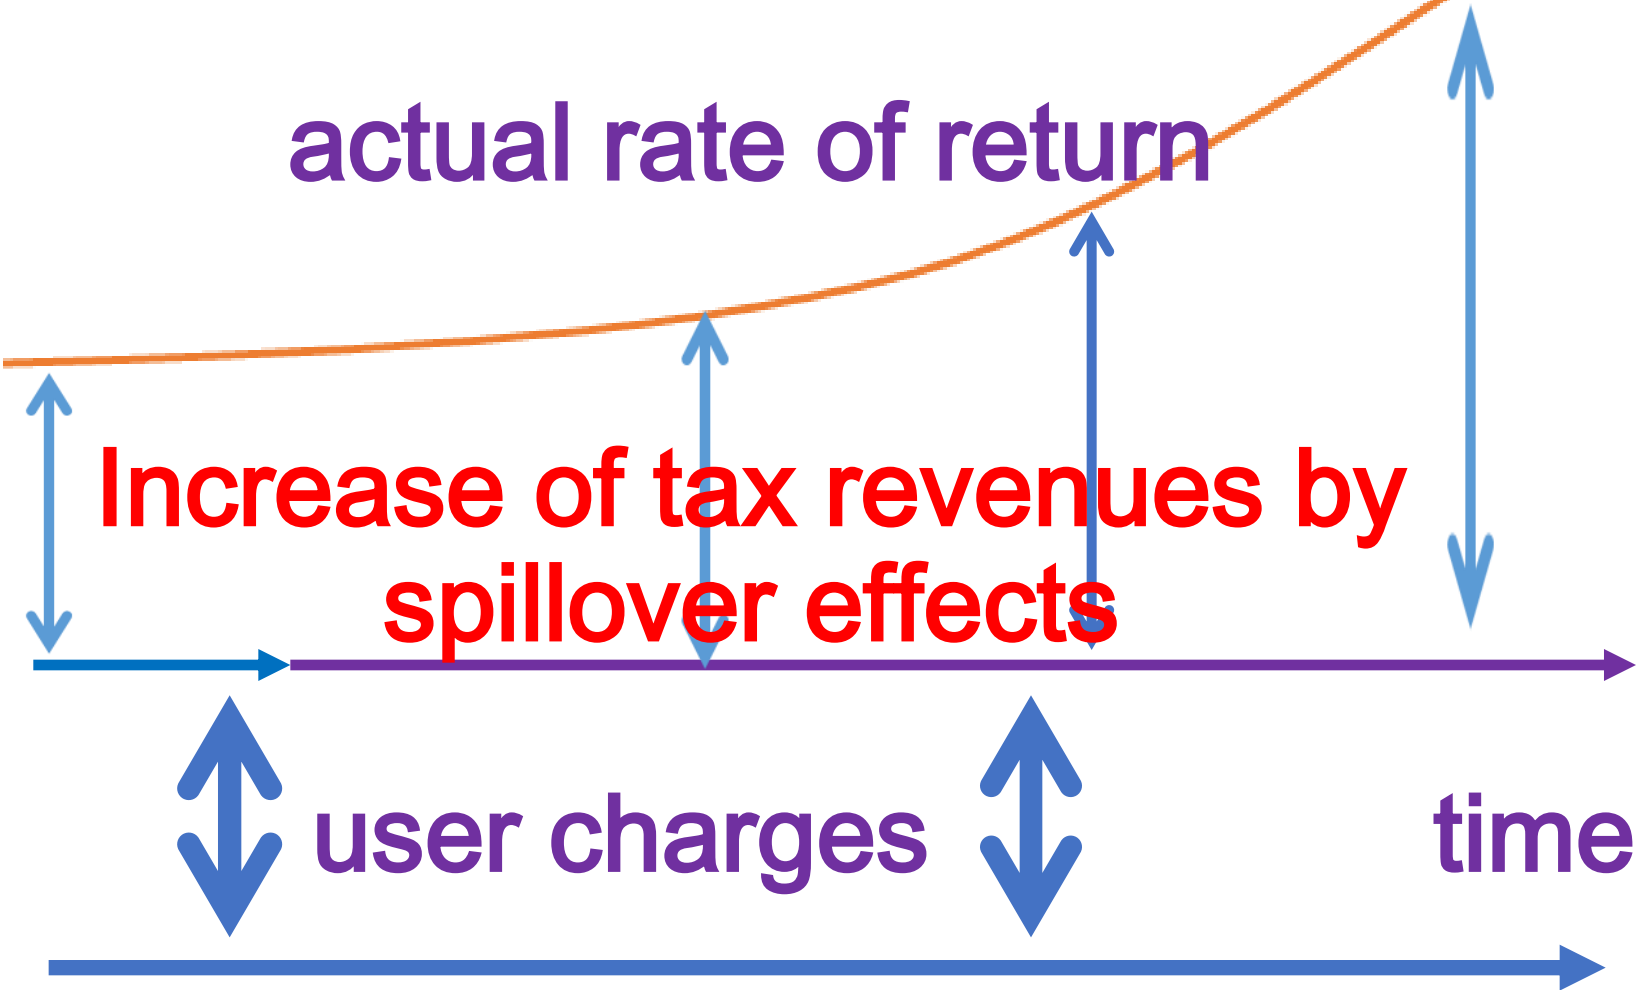 actual rate of return
Increase of tax revenues by
spillover effects
user charges
time